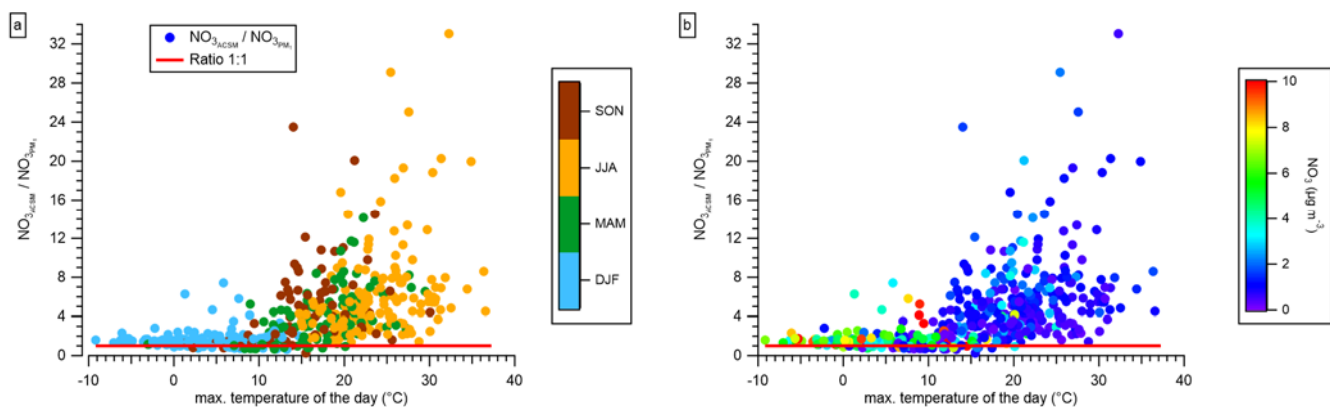 a
NO3ACSM / NO3PM1
Ratio 1:1
NO3ACSM / NO3PM1
32
28
24
20
16
12
8
4
0
-10
0
10
20
30
40
max. temperature of the day (°C)
SON
JJA
MAM
DJF
b
NO3ACSM / NO3PM1
32
28
24
20
16
12
8
4
0
-10
0
10
20
30
40
max. temperature of the day (°C)
10
8
6
4
2
0
NO3 (µg m-3)